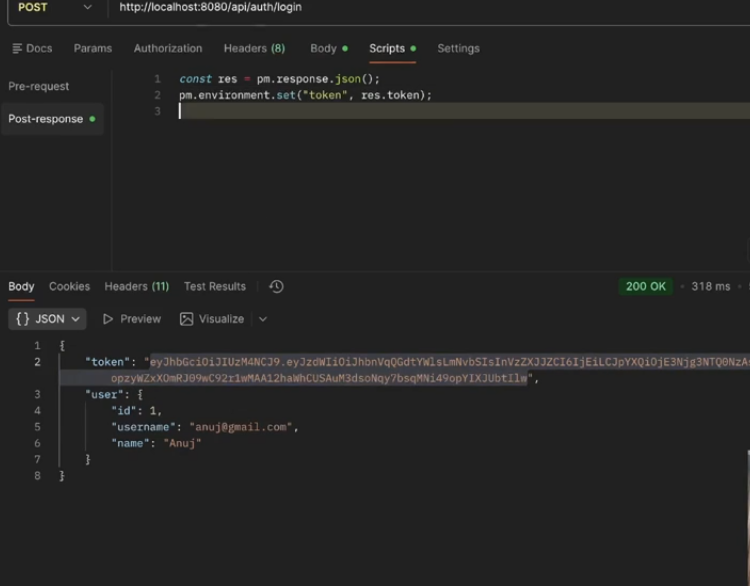 POST http://localhost:8080/api/auth/login
Docs Params Authorization Headers (8) Body Scripts Settings
Pre-request
Post-response
1 const res = pm.response.json();
2 pm.environment.set("token", res.token);
3
Body Cookies Headers (11) Test Results 200 OK 318 ms
{} JSON Preview Visualize
1 {
2 "token": "eyJhbGciOiJIUzM4NCJ9.eyJzdWIiOiJhbnVqQGdtYWlsLmNvbSIsInVzZXJJZCI6IjEiLCJpYXQiOjE3Njg3NTQ0NzA
opzyWZxXOmRJ09wC92r1wMAA12haWhCUSAuM3dsoNqy7bsqMNi49opYIXJUbtIlw",
3 "user": {
4 "id": 1,
5 "username": "anuj@gmail.com",
6 "name": "Anuj"
7 }
8 }